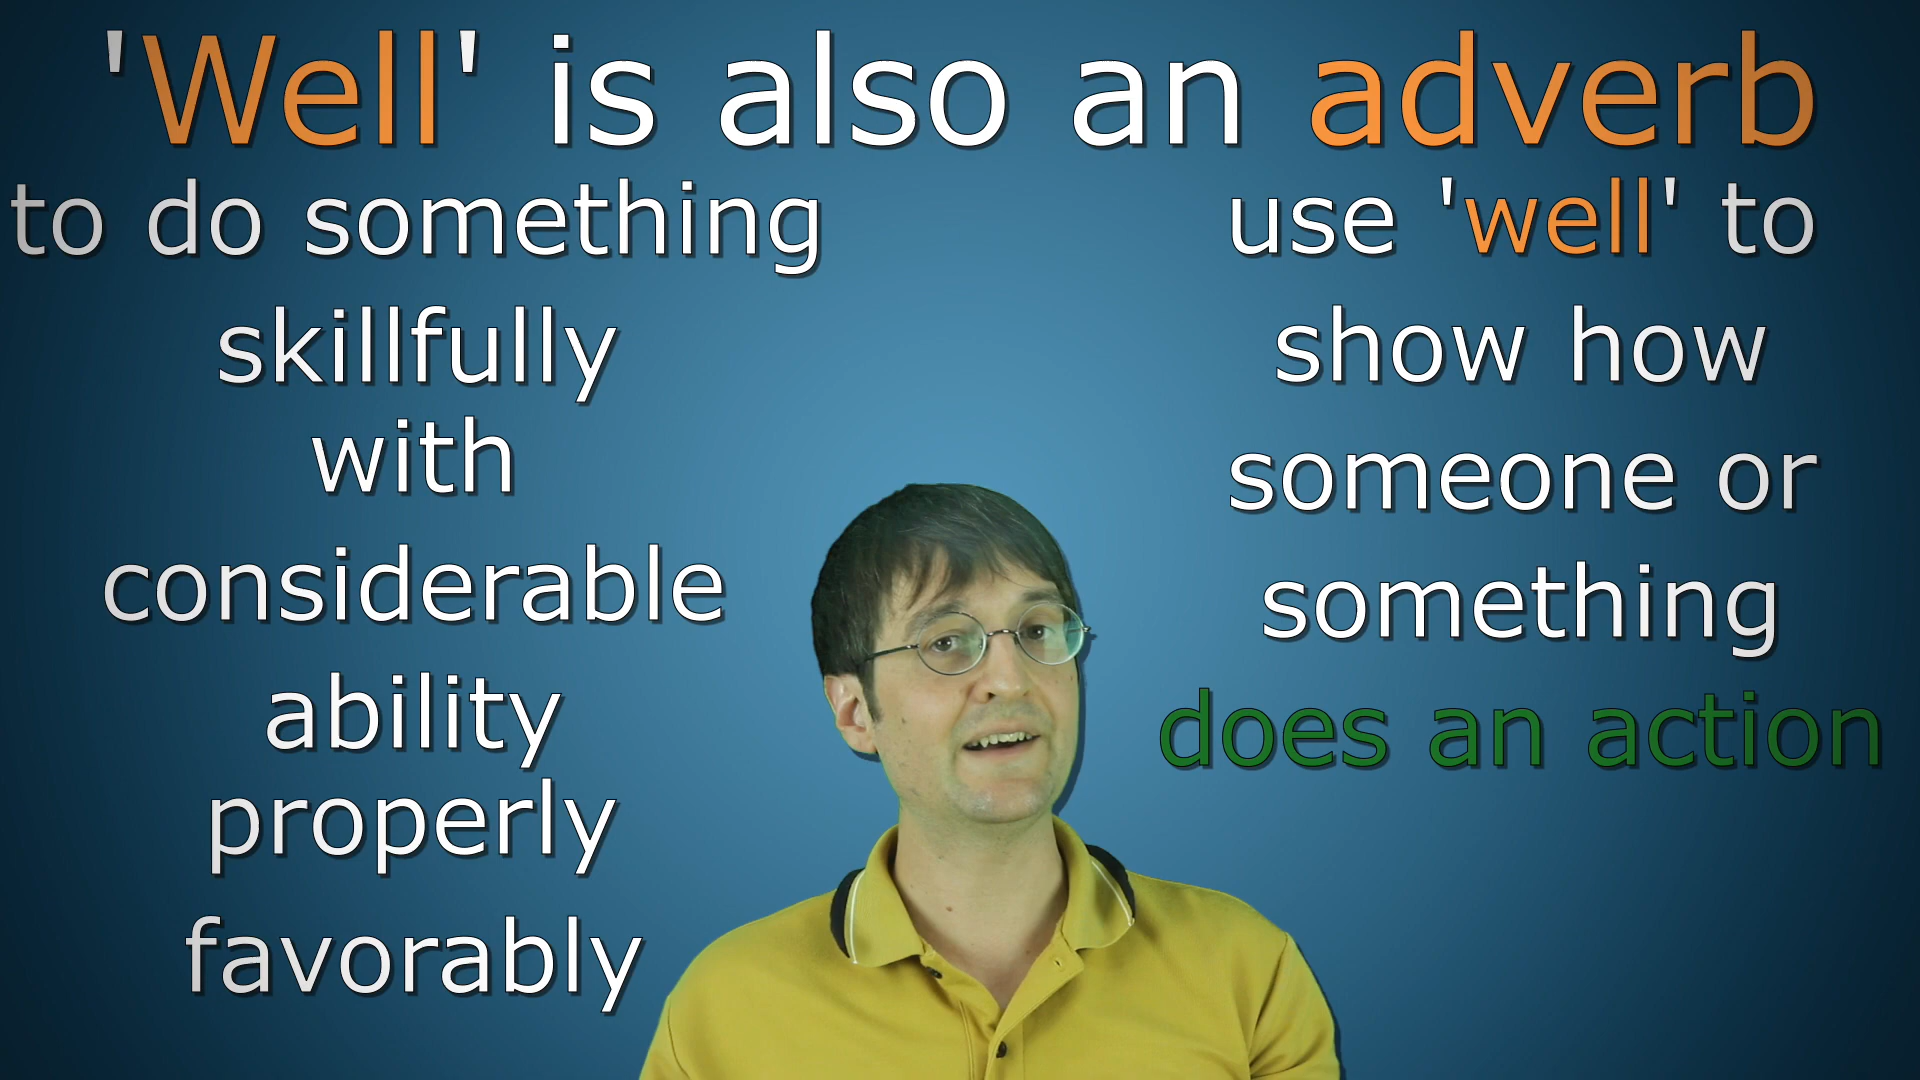 'Well' is also an adverb
to do something
skillfully
with
considerable
ability
properly
favorably
use 'well' to
show how
someone or
something
does an action